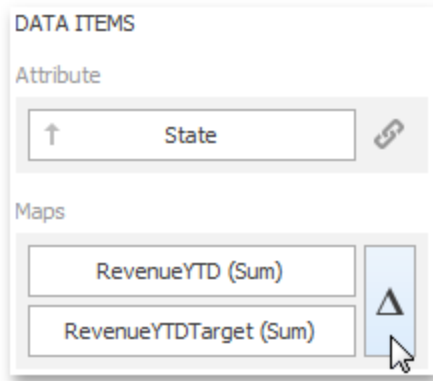 DATA ITEMS
Attribute
State
Maps
RevenueYTD (Sum)
RevenueYTDTarget (Sum)